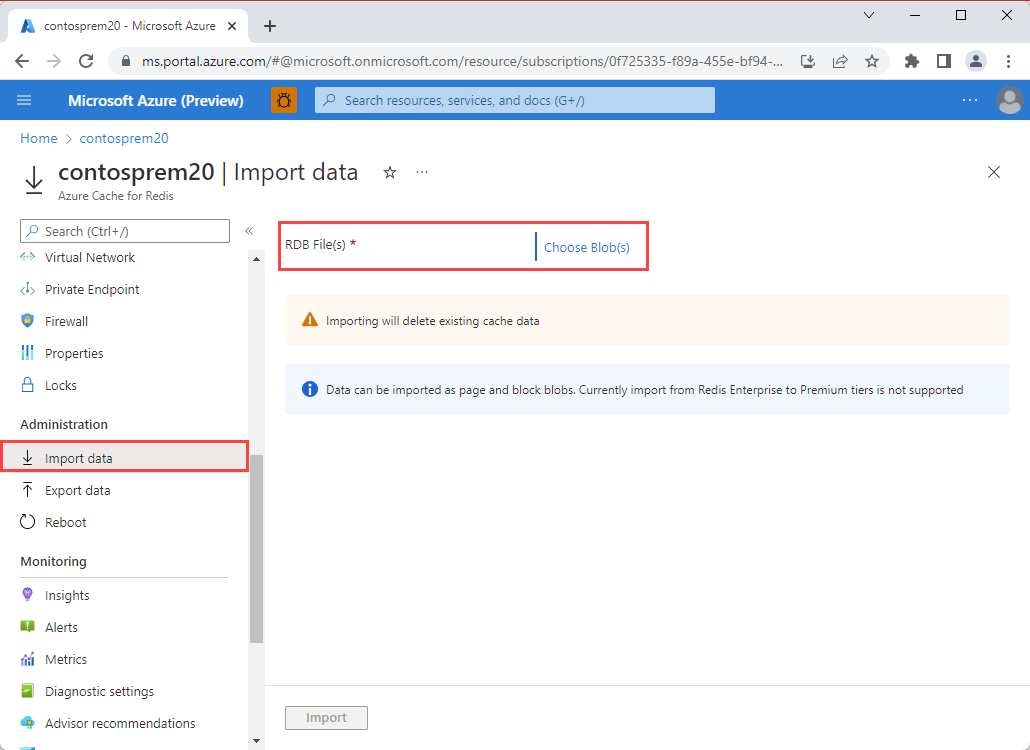 contosprem20 - Microsoft Azure
ms.portal.azure.com/#@microsoft.onmicrosoft.com/resource/subscriptions/0f725335-f89a-455e-bf94-...
Microsoft Azure (Preview)
Search resources, services, and docs (G+/)
Home > contosprem20
contosprem20 | Import data
Azure Cache for Redis
Search (Ctrl+/)
Virtual Network
Private Endpoint
Firewall
Properties
Locks
Administration
Import data
Export data
Reboot
Monitoring
Insights
Alerts
Metrics
Diagnostic settings
Advisor recommendations
RDB File(s) *
Choose Blob(s)
Importing will delete existing cache data
Data can be imported as page and block blobs. Currently import from Redis Enterprise to Premium tiers is not supported
Import